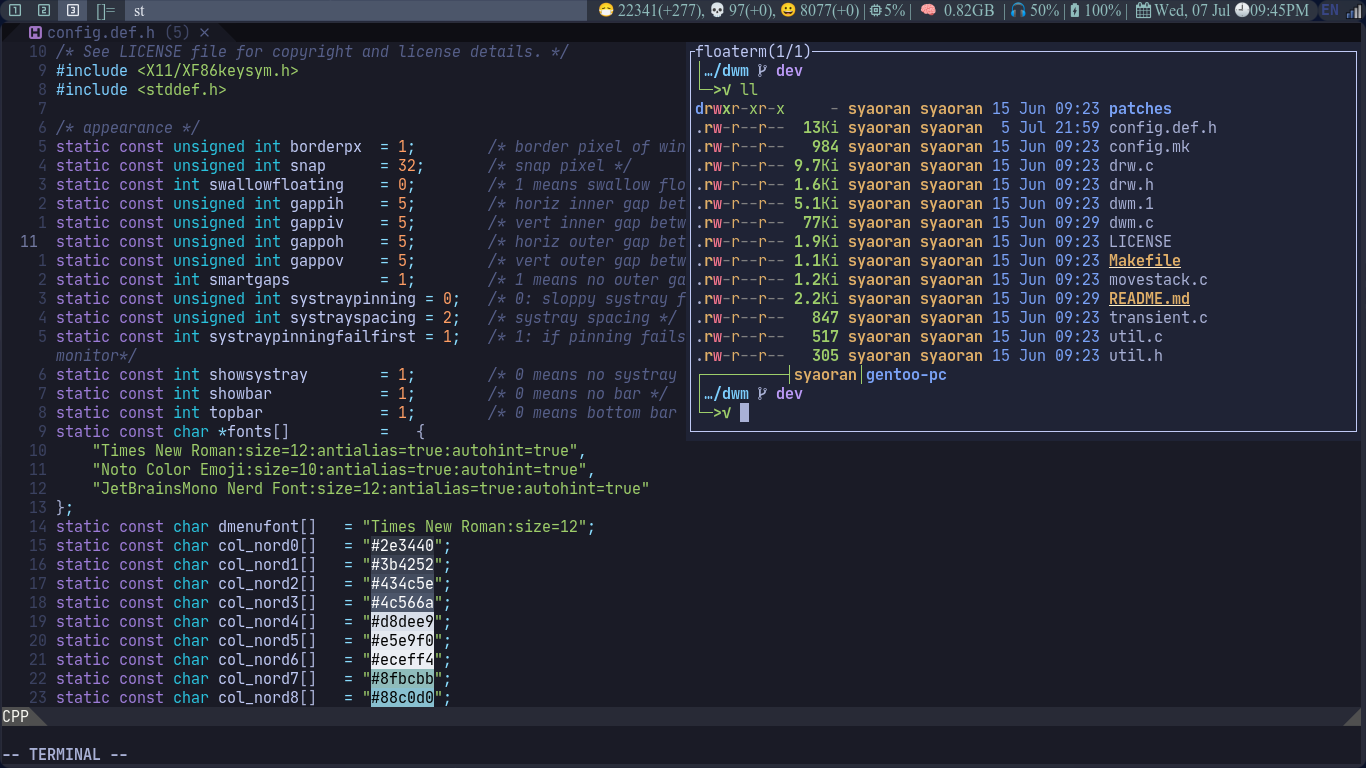 1 2 3 []= st 😷 22341(+277), 💀 97(+0), 😀 8077(+0) | 5% | 🧠 0.82GB | 🎧 50% | 100% | Wed, 07 Jul 🕘09:45PM EN
config.def.h (5) ×
10 /* See LICENSE file for copyright and license details. */
9 #include <X11/XF86keysym.h>
8 #include <stddef.h>
7
6 /* appearance */
5 static const unsigned int borderpx = 1; /* border pixel of win
4 static const unsigned int snap = 32; /* snap pixel */
3 static const int swallowfloating = 0; /* 1 means swallow flo
2 static const unsigned int gappih = 5; /* horiz inner gap bet
1 static const unsigned int gappiv = 5; /* vert inner gap betw
11 static const unsigned int gappoh = 5; /* horiz outer gap bet
1 static const unsigned int gappov = 5; /* vert outer gap betw
2 static const int smartgaps = 1; /* 1 means no outer ga
3 static const unsigned int systraypinning = 0; /* 0: sloppy systray f
4 static const unsigned int systrayspacing = 2; /* systray spacing */
5 static const int systraypinningfailfirst = 1; /* 1: if pinning fails
monitor*/
6 static const int showsystray = 1; /* 0 means no systray
7 static const int showbar = 1; /* 0 means no bar */
8 static const int topbar = 1; /* 0 means bottom bar
9 static const char *fonts[] = {
10 "Times New Roman:size=12:antialias=true:autohint=true",
11 "Noto Color Emoji:size=10:antialias=true:autohint=true",
12 "JetBrainsMono Nerd Font:size=12:antialias=true:autohint=true"
13 };
14 static const char dmenufont[] = "Times New Roman:size=12";
15 static const char col_nord0[] = "#2e3440";
16 static const char col_nord1[] = "#3b4252";
17 static const char col_nord2[] = "#434c5e";
18 static const char col_nord3[] = "#4c566a";
19 static const char col_nord4[] = "#d8dee9";
20 static const char col_nord5[] = "#e5e9f0";
21 static const char col_nord6[] = "#eceff4";
22 static const char col_nord7[] = "#8fbcbb";
23 static const char col_nord8[] = "#88c0d0";
floaterm(1/1)
…/dwm dev
└─>√ ll
drwxr-xr-x - syaoran syaoran 15 Jun 09:23 patches
.rw-r--r-- 13Ki syaoran syaoran 5 Jul 21:59 config.def.h
.rw-r--r-- 984 syaoran syaoran 15 Jun 09:23 config.mk
.rw-r--r-- 9.7Ki syaoran syaoran 15 Jun 09:23 drw.c
.rw-r--r-- 1.6Ki syaoran syaoran 15 Jun 09:23 drw.h
.rw-r--r-- 5.1Ki syaoran syaoran 15 Jun 09:23 dwm.1
.rw-r--r-- 77Ki syaoran syaoran 15 Jun 09:29 dwm.c
.rw-r--r-- 1.9Ki syaoran syaoran 15 Jun 09:23 LICENSE
.rw-r--r-- 1.1Ki syaoran syaoran 15 Jun 09:23 Makefile
.rw-r--r-- 1.2Ki syaoran syaoran 15 Jun 09:23 movestack.c
.rw-r--r-- 2.2Ki syaoran syaoran 15 Jun 09:29 README.md
.rw-r--r-- 847 syaoran syaoran 15 Jun 09:23 transient.c
.rw-r--r-- 517 syaoran syaoran 15 Jun 09:23 util.c
.rw-r--r-- 305 syaoran syaoran 15 Jun 09:23 util.h
┌─────────│syaoran│gentoo-pc
│…/dwm dev
└─>√
CPP
-- TERMINAL --